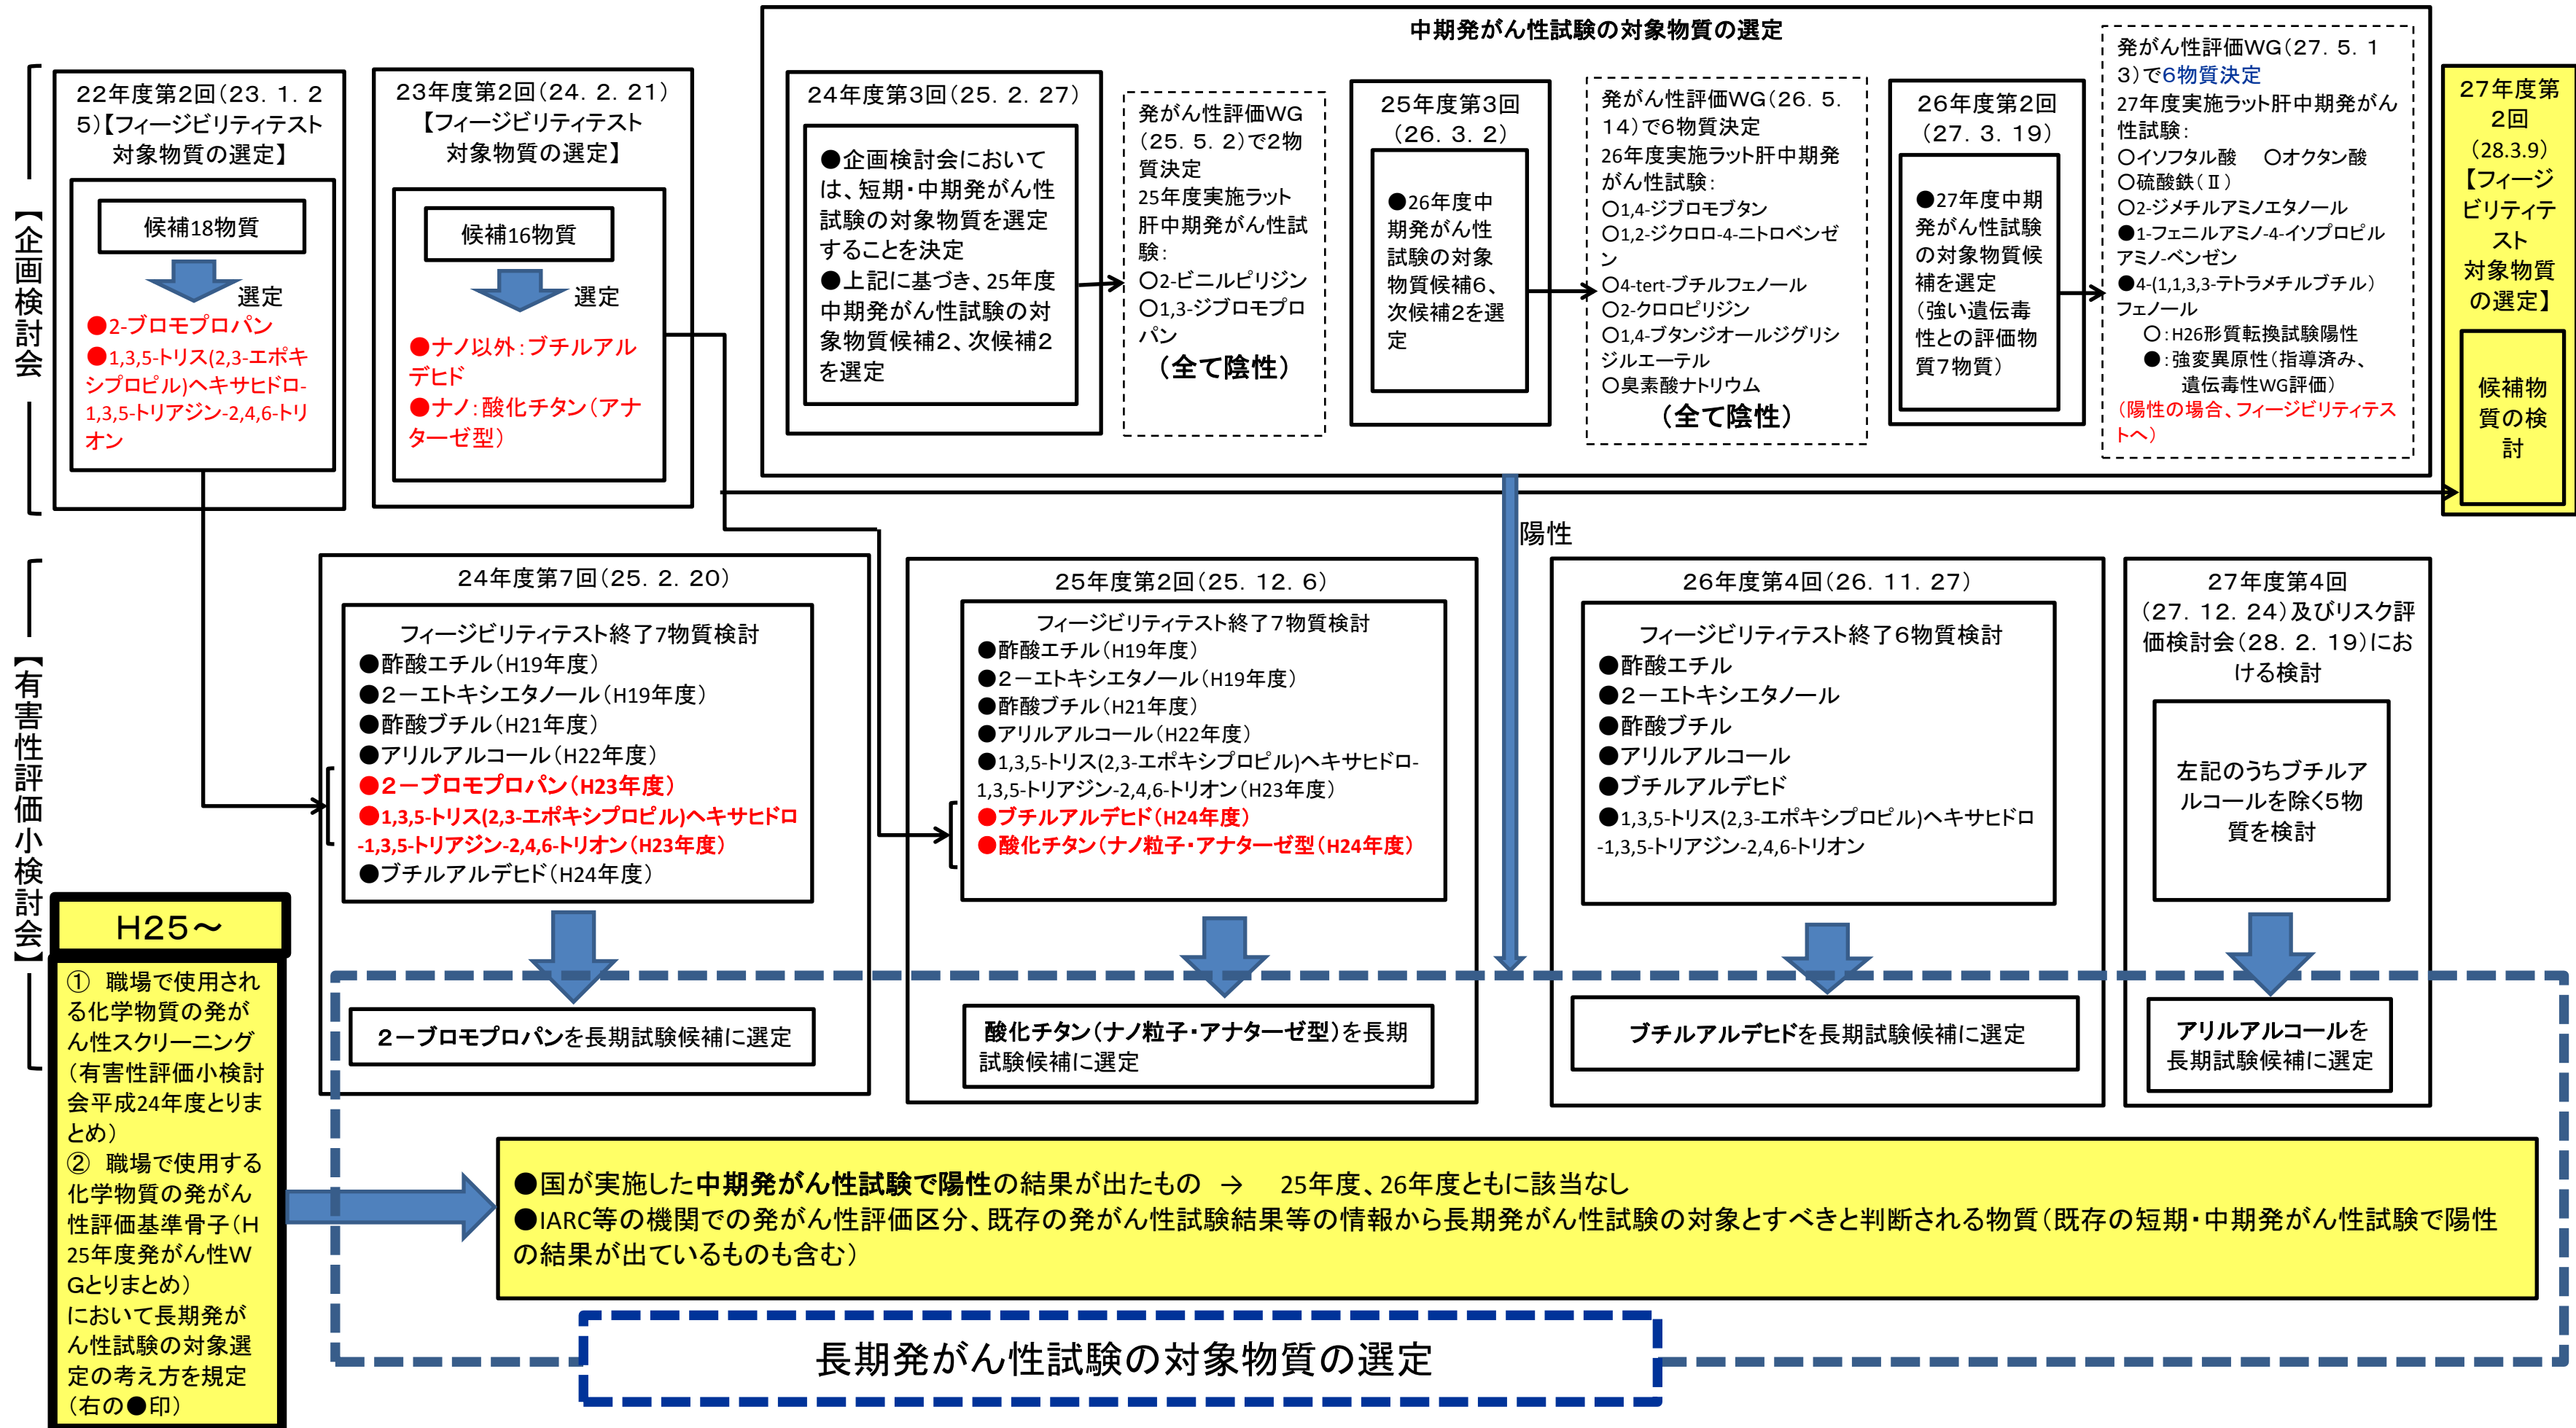 中期発がん性試験の対象物質の選定
【企画検討会】
22年度第2回(23. 1. 2
5)【フィージビリティテスト
対象物質の選定】
候補18物質
選定
●2-ブロモプロパン
●1,3,5-トリス(2,3-エポキ
シプロピル)ヘキサヒドロ-
1,3,5-トリアジン-2,4,6-トリ
オン
23年度第2回(24. 2. 21)
【フィージビリティテスト
対象物質の選定】
候補16物質
選定
●ナノ以外:ブチルアル
デヒド
●ナノ:酸化チタン(アナ
ターゼ型)
24年度第3回(25. 2. 27)
●企画検討会において
は、短期・中期発がん性
試験の対象物質を選定
することを決定
●上記に基づき、25年度
中期発がん性試験の対
象物質候補2、次候補2
を選定
発がん性評価WG
(25. 5. 2)で2物
質決定
25年度実施ラット
肝中期発がん性試
験:
○2-ビニルピリジン
○1,3-ジブロモプロ
パン
(全て陰性)
25年度第3回
(26. 3. 2)
●26年度中
期発がん性
試験の対象
物質候補6、
次候補2を選
定
発がん性評価WG(26. 5.
14)で6物質決定
26年度実施ラット肝中期発
がん性試験:
○1,4-ジブロモブタン
○1,2-ジクロロ-4-ニトロベンゼ
ン
○4-tert-ブチルフェノール
○2-クロロピリジン
○1,4-ブタンジオールジグリシ
ジルエーテル
○臭素酸ナトリウム
(全て陰性)
26年度第2回
(27. 3. 19)
●27年度中期
発がん性試験
の対象物質候
補を選定
(強い遺伝毒
性との評価物
質7物質)
発がん性評価WG(27. 5. 1
3)で6物質決定
27年度実施ラット肝中期発がん
性試験:
○イソフタル酸 ○オクタン酸
○硫酸鉄(Ⅱ)
○2-ジメチルアミノエタノール
●1-フェニルアミノ-4-イソプロピル
アミノ-ベンゼン
●4-(1,1,3,3-テトラメチルブチル)
フェノール
○:H26形質転換試験陽性
●:強変異原性(指導済み、
遺伝毒性WG評価)
(陽性の場合、フィージビリティテス
トへ)
27年度第
2回
(28.3.9)
【フィージ
ビリティテ
スト
対象物質
の選定】
候補物
質の検
討
陽性
【有害性評価小検討会】
24年度第7回(25. 2. 20)
フィージビリティテスト終了7物質検討
●酢酸エチル(H19年度)
●2-エトキシエタノール(H19年度)
●酢酸ブチル(H21年度)
●アリルアルコール(H22年度)
●2-ブロモプロパン(H23年度)
●1,3,5-トリス(2,3-エポキシプロピル)ヘキサヒドロ
-1,3,5-トリアジン-2,4,6-トリオン(H23年度)
●ブチルアルデヒド(H24年度)
2-ブロモプロパンを長期試験候補に選定
25年度第2回(25. 12. 6)
フィージビリティテスト終了7物質検討
●酢酸エチル(H19年度)
●2-エトキシエタノール(H19年度)
●酢酸ブチル(H21年度)
●アリルアルコール(H22年度)
●1,3,5-トリス(2,3-エポキシプロピル)ヘキサヒドロ-
1,3,5-トリアジン-2,4,6-トリオン(H23年度)
●ブチルアルデヒド(H24年度)
●酸化チタン(ナノ粒子・アナターゼ型(H24年度)
酸化チタン(ナノ粒子・アナターゼ型)を長期
試験候補に選定
26年度第4回(26. 11. 27)
フィージビリティテスト終了6物質検討
●酢酸エチル
●2-エトキシエタノール
●酢酸ブチル
●アリルアルコール
●ブチルアルデヒド
●1,3,5-トリス(2,3-エポキシプロピル)ヘキサヒドロ
-1,3,5-トリアジン-2,4,6-トリオン
ブチルアルデヒドを長期試験候補に選定
27年度第4回
(27. 12. 24)及びリスク評
価検討会(28. 2. 19)にお
ける検討
左記のうちブチルア
ルコールを除く5物
質を検討
アリルアルコールを
長期試験候補に選定
H25~
① 職場で使用され
る化学物質の発が
ん性スクリーニング
(有害性評価小検討
会平成24年度とりま
とめ)
② 職場で使用する
化学物質の発がん
性評価基準骨子(H
25年度発がん性W
Gとりまとめ)
において長期発が
ん性試験の対象選
定の考え方を規定
(右の●印)
●国が実施した中期発がん性試験で陽性の結果が出たもの → 25年度、26年度ともに該当なし
●IARC等の機関での発がん性評価区分、既存の発がん性試験結果等の情報から長期発がん性試験の対象とすべきと判断される物質(既存の短期・中期発がん性試験で陽性
の結果が出ているものも含む)
長期発がん性試験の対象物質の選定